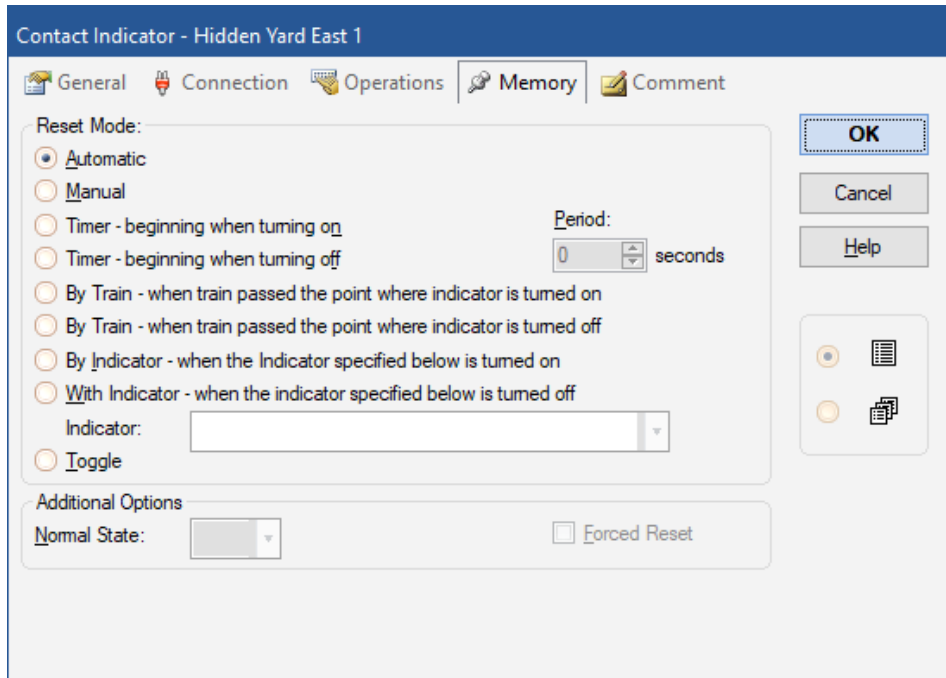 Contact Indicator - Hidden Yard East 1
General Connection Operations Memory Comment
Reset Mode:
Automatic
Manual
Timer - beginning when turning on
Timer - beginning when turning off
Period:
0 seconds
By Train - when train passed the point where indicator is turned on
By Train - when train passed the point where indicator is turned off
By Indicator - when the Indicator specified below is turned on
With Indicator - when the indicator specified below is turned off
Indicator:
Toggle
Additional Options
Normal State:
Forced Reset
OK
Cancel
Help